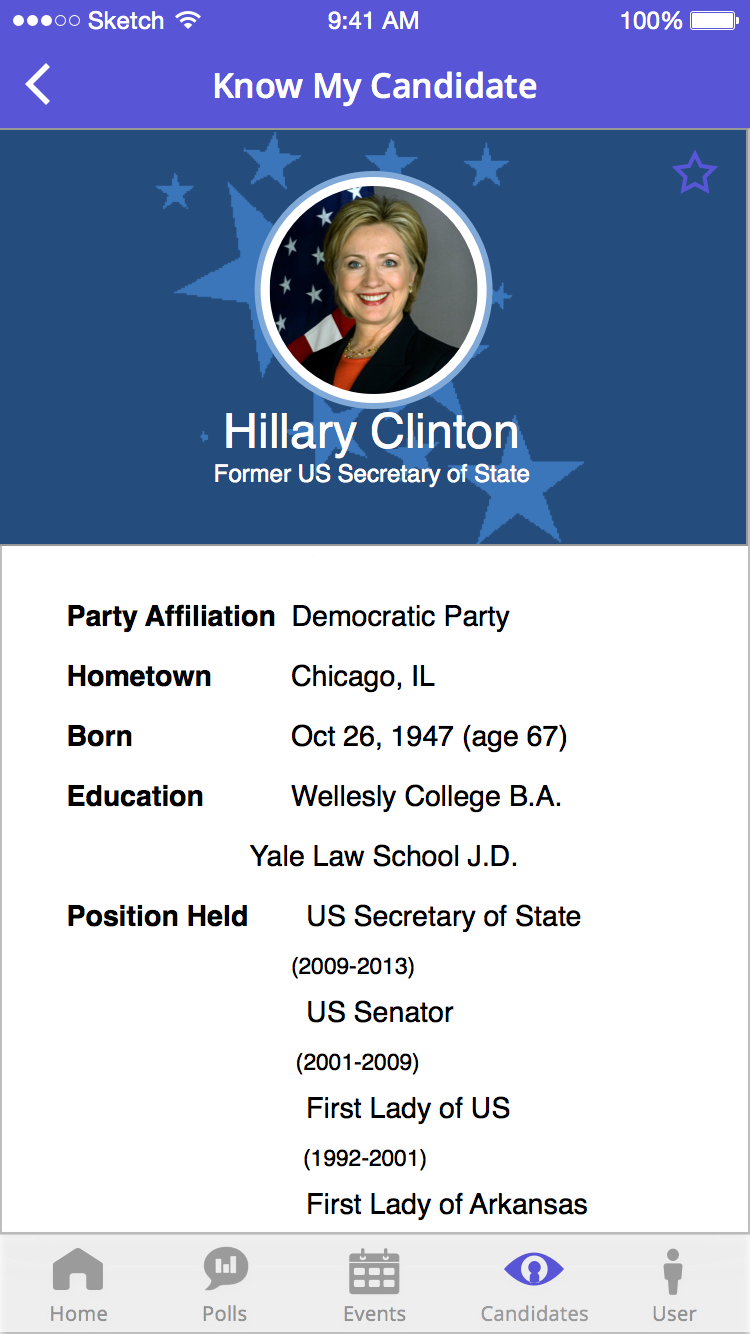 Sketch 9:41 AM 100%
Know My Candidate
Hillary Clinton
Former US Secretary of State
Party Affiliation Democratic Party
Hometown Chicago, IL
Born Oct 26, 1947 (age 67)
Education Wellesly College B.A.
Yale Law School J.D.
Position Held US Secretary of State
(2009-2013)
US Senator
(2001-2009)
First Lady of US
(1992-2001)
First Lady of Arkansas
Home Polls Events Candidates User